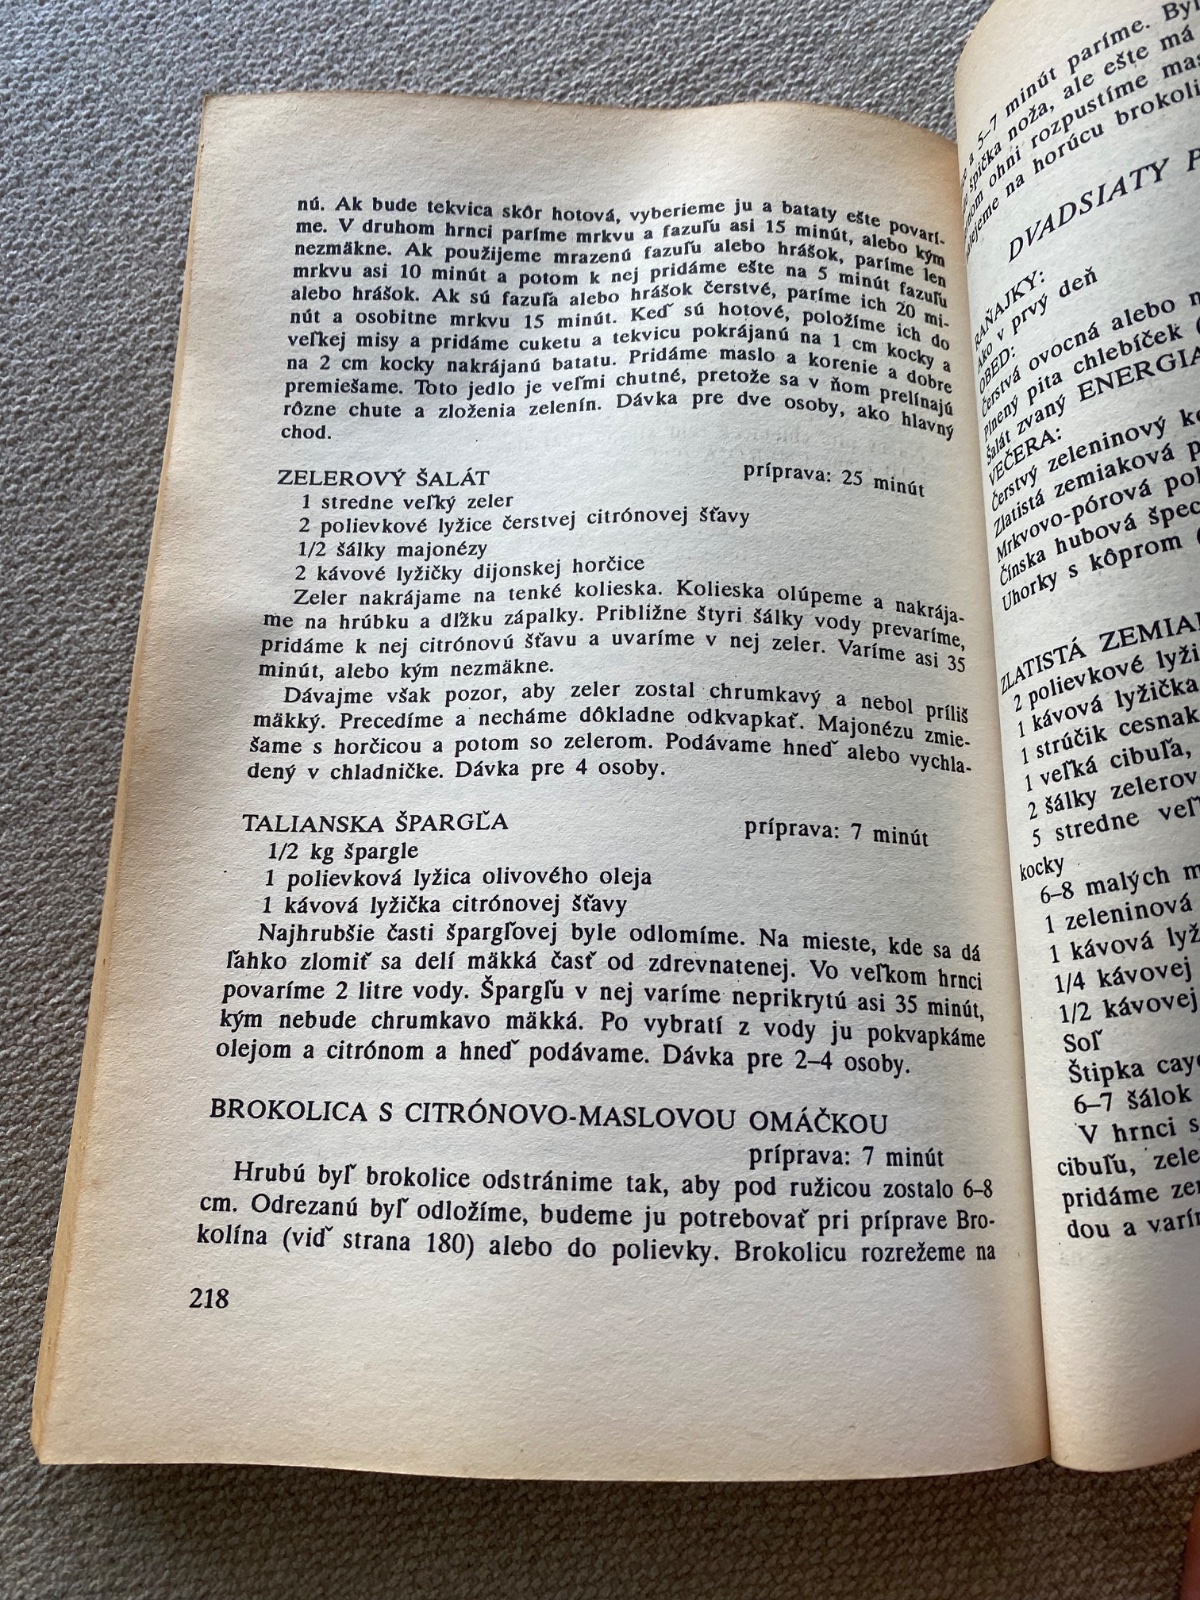 nú. Ak bude tekvica skôr hotová, vyberieme ju a bataty ešte povarí-
me. V druhom hrnci paríme mrkvu a fazuľu asi 15 minút, alebo kým
nezmäkne. Ak použijeme mrazenú fazuľu alebo hrášok, paríme len
mrkvu asi 10 minút a potom k nej pridáme ešte na 5 minút fazuľu
alebo hrášok. Ak sú fazuľa alebo hrášok čerstvé, paríme ich 20 mi-
nút a osobitne mrkvu 15 minút. Keď sú hotové, položíme ich do
veľkej misy a pridáme cuketu a tekvicu pokrájanú na 1 cm kocky a
na 2 cm kocky nakrájanú batatu. Pridáme maslo a korenie a dobre
premiešame. Toto jedlo je veľmi chutné, pretože sa v ňom prelínajú
rôzne chute a zloženia zelenín. Dávka pre dve osoby, ako hlavný
chod.
ZELEROVÝ ŠALÁT príprava: 25 minút
1 stredne veľký zeler
2 polievkové lyžice čerstvej citrónovej šťavy
1/2 šálky majonézy
2 kávové lyžičky dijonskej horčice
Zeler nakrájame na tenké kolieska. Kolieska olúpeme a nakrája-
me na hrúbku a dĺžku zápalky. Približne štyri šálky vody prevaríme,
pridáme k nej citrónovú šťavu a uvaríme v nej zeler. Varíme asi 35
minút, alebo kým nezmäkne.
Dávajme však pozor, aby zeler zostal chrumkavý a nebol príliš
mäkký. Precedíme a necháme dôkladne odkvapkať. Majonézu zmie-
šame s horčicou a potom so zelerom. Podávame hneď alebo vychla-
dený v chladničke. Dávka pre 4 osoby.
TALIANSKA ŠPARGĽA príprava: 7 minút
1/2 kg špargle
1 polievková lyžica olivového oleja
1 kávová lyžička citrónovej šťavy
Najhrubšie časti špargľovej byle odlomíme. Na mieste, kde sa dá
ľahko zlomiť sa delí mäkká časť od zdrevnatenej. Vo veľkom hrnci
povaríme 2 litre vody. Špargľu v nej varíme neprikrytú asi 35 minút,
kým nebude chrumkavo mäkká. Po vybratí z vody ju pokvapkáme
olejom a citrónom a hneď podávame. Dávka pre 2–4 osoby.
BROKOLICA S CITRÓNOVO-MASLOVOU OMÁČKOU
príprava: 7 minút
Hrubú byľ brokolice odstránime tak, aby pod ružicou zostalo 6–8
cm. Odrezanú byľ odložíme, budeme ju potrebovať pri príprave Bro-
kolína (viď strana 180) alebo do polievky. Brokolicu rozrežeme na
218
a 5–7 minút paríme.
špička noža, ale ešte má
ohni rozpustíme
na horúcu
DVADSIATY
RAŇAJKY:
Ako v prvý deň
OBED:
Čerstvá ovocná alebo
Plnený pita chlebíček
Šalát zvaný
VEČERA:
Čerstvý zeleninový
Zlatistá zemiaková
Mrkvovo-pórová
Čínska hubová
Uhorky s kôprom
ZLATISTÁ
2 polievkové
1 kávová lyžička
1 strúčik
1 veľká cibuľa,
2 šálky
5 stredne
kocky
6–8 malých
1 zeleninová
1 kávová
1/4 kávovej
1/2 kávovej
Soľ
Štipka
6–7 šálok
V hrnci
cibuľu,
pridáme
dou a